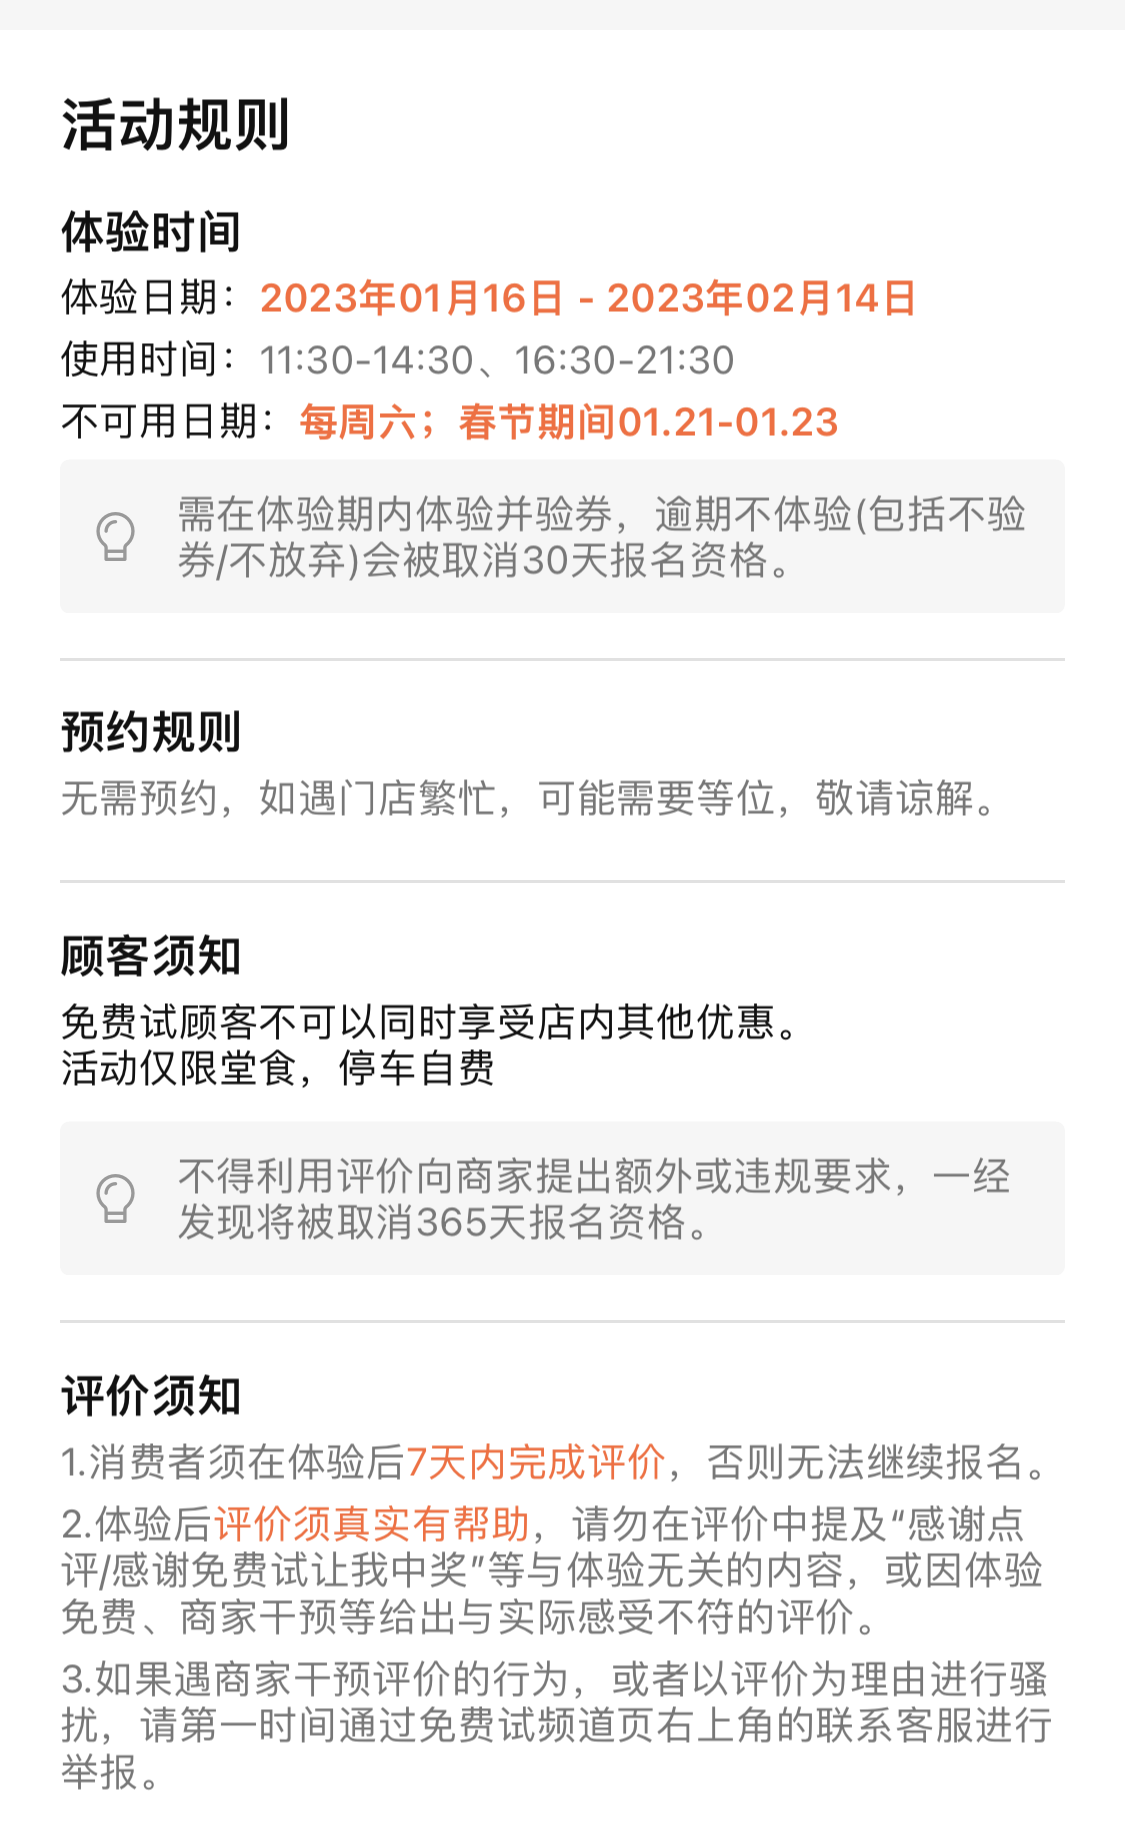 活动规则
体验时间
体验日期：2023年01月16日 - 2023年02月14日
使用时间：11:30-14:30、16:30-21:30
不可用日期：每周六；春节期间01.21-01.23
需在体验期内体验并验券，逾期不体验(包括不验
券/不放弃)会被取消30天报名资格。
预约规则
无需预约，如遇门店繁忙，可能需要等位，敬请谅解。
顾客须知
免费试顾客不可以同时享受店内其他优惠。
活动仅限堂食，停车自费
不得利用评价向商家提出额外或违规要求，一经
发现将被取消365天报名资格。
评价须知
1.消费者须在体验后7天内完成评价，否则无法继续报名。
2.体验后评价须真实有帮助，请勿在评价中提及“感谢点
评/感谢免费试让我中奖”等与体验无关的内容，或因体验
免费、商家干预等给出与实际感受不符的评价。
3.如果遇商家干预评价的行为，或者以评价为理由进行骚
扰，请第一时间通过免费试频道页右上角的联系客服进行
举报。